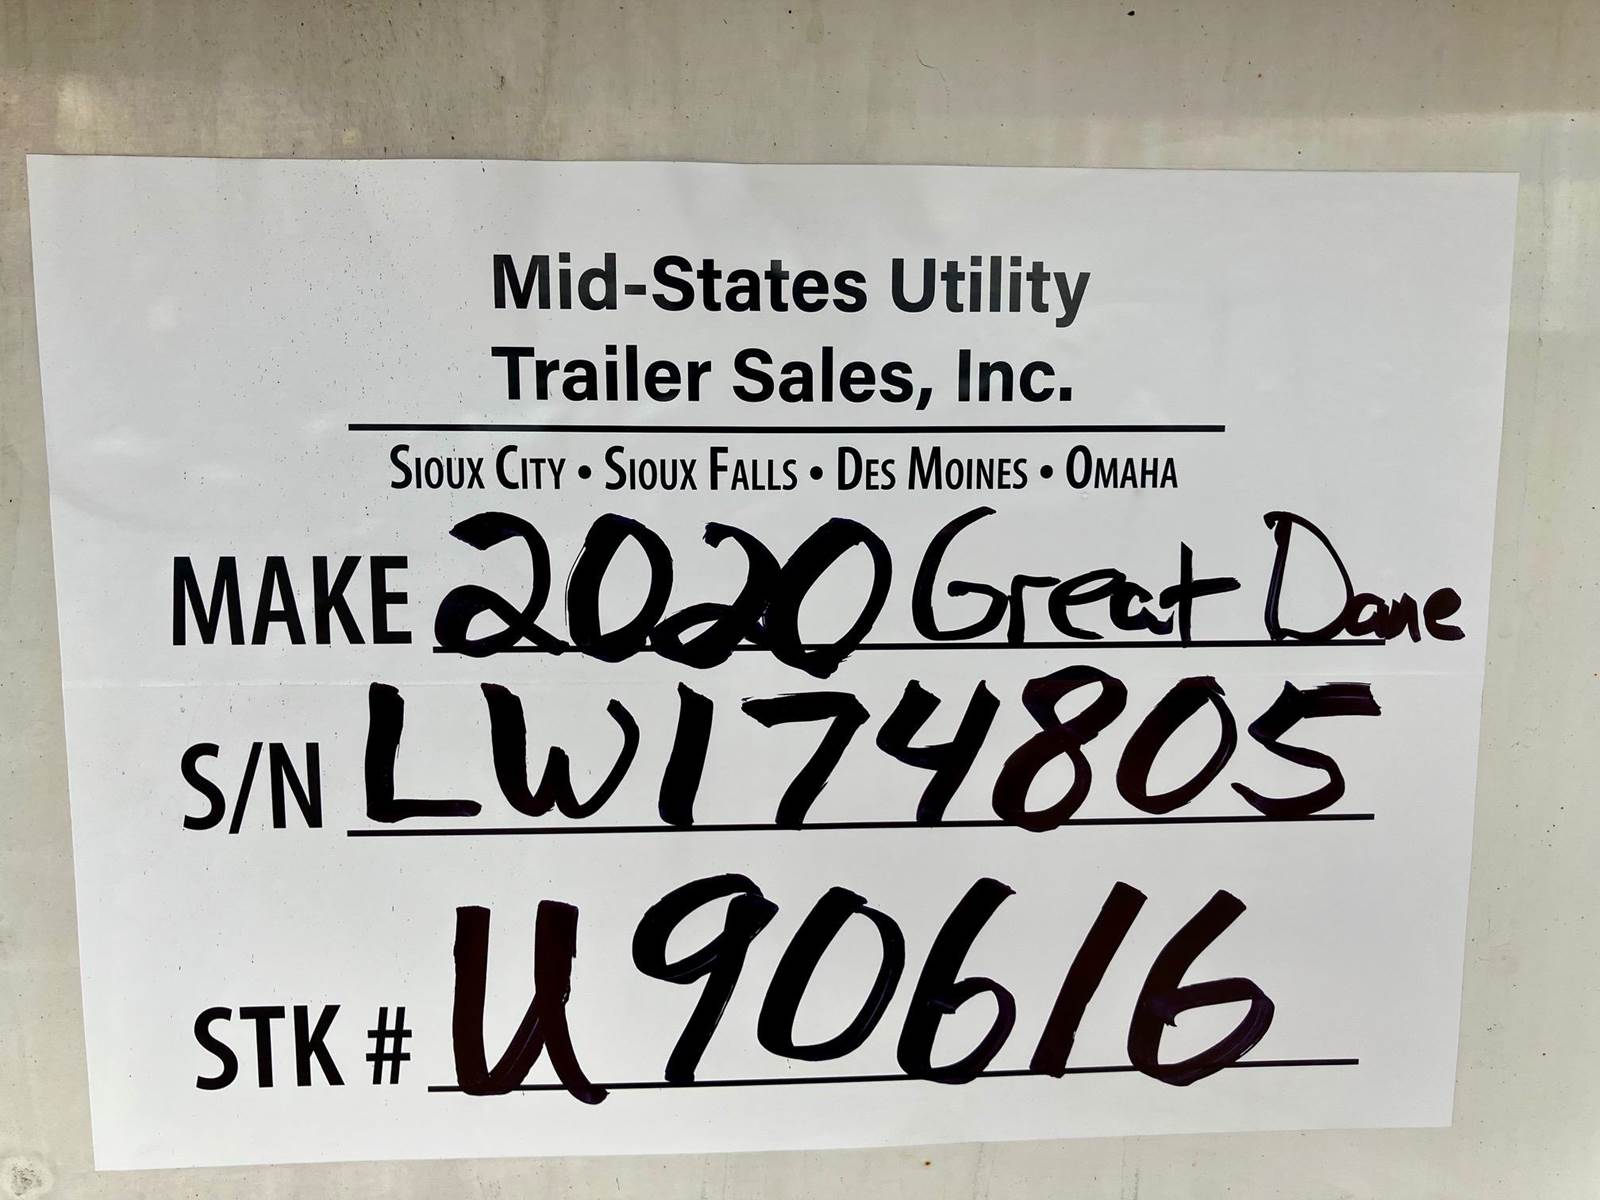 Mid-States Utility
Trailer Sales, Inc.
Sioux City • Sioux Falls • Des Moines • Omaha
MAKE 2020 Great Dane
S/N LW174805
STK # U90616